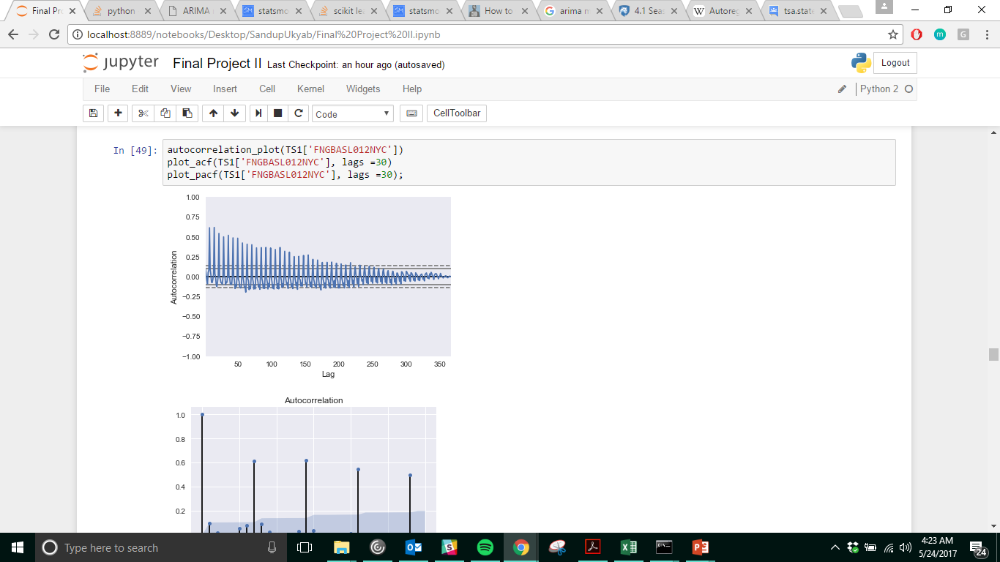 Final Pro
python
ARIMA
statsmo
scikit lea
statsmo
How to
arima m
4.1 Seas
Autoreg
tsa.state
localhost:8889/notebooks/Desktop/SandupUkyab/Final%20Project%20II.ipynb
m
G
jupyter Final Project II Last Checkpoint: an hour ago (autosaved)
Logout
File Edit View Insert Cell Kernel Widgets Help
Python 2
Code
CellToolbar
In [49]:
autocorrelation_plot(TS1['FNGBASL012NYC'])
plot_acf(TS1['FNGBASL012NYC'], lags =30)
plot_pacf(TS1['FNGBASL012NYC'], lags =30);
1.00
0.75
0.50
0.25
0.00
−0.25
−0.50
−0.75
−1.00
Autocorrelation
50 100 150 200 250 300 350
Lag
Autocorrelation
1.0
0.8
0.6
0.4
0.2
Type here to search
4:23 AM
5/24/2017
24